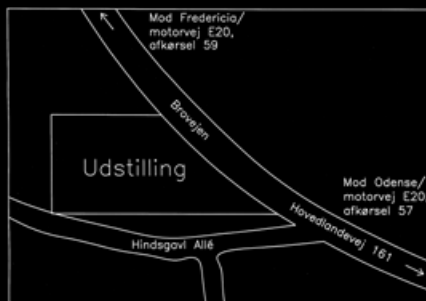 Mod Fredericia/
motorvej E20,
afkørsel 59
Brovejen
Udstilling
Mod Odense/
motorvej E20
afkørsel 57
Hovedlandevej 161
Hindsgavl Allé